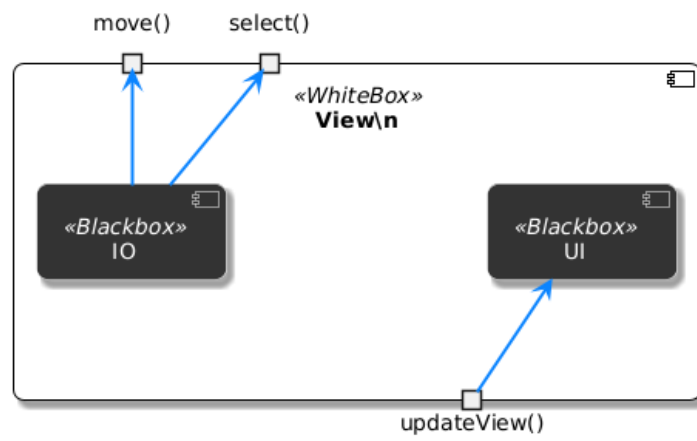 move()
select()
«WhiteBox»
View\n
«Blackbox»
IO
«Blackbox»
UI
updateView()